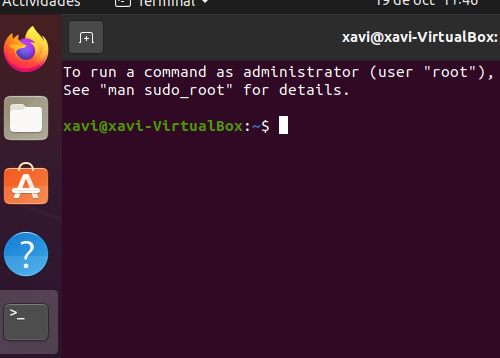 Actividades Terminal 19 de oct 11:46
xavi@xavi-VirtualBox:
To run a command as administrator (user "root"),
See "man sudo_root" for details.
xavi@xavi-VirtualBox:~$
>_